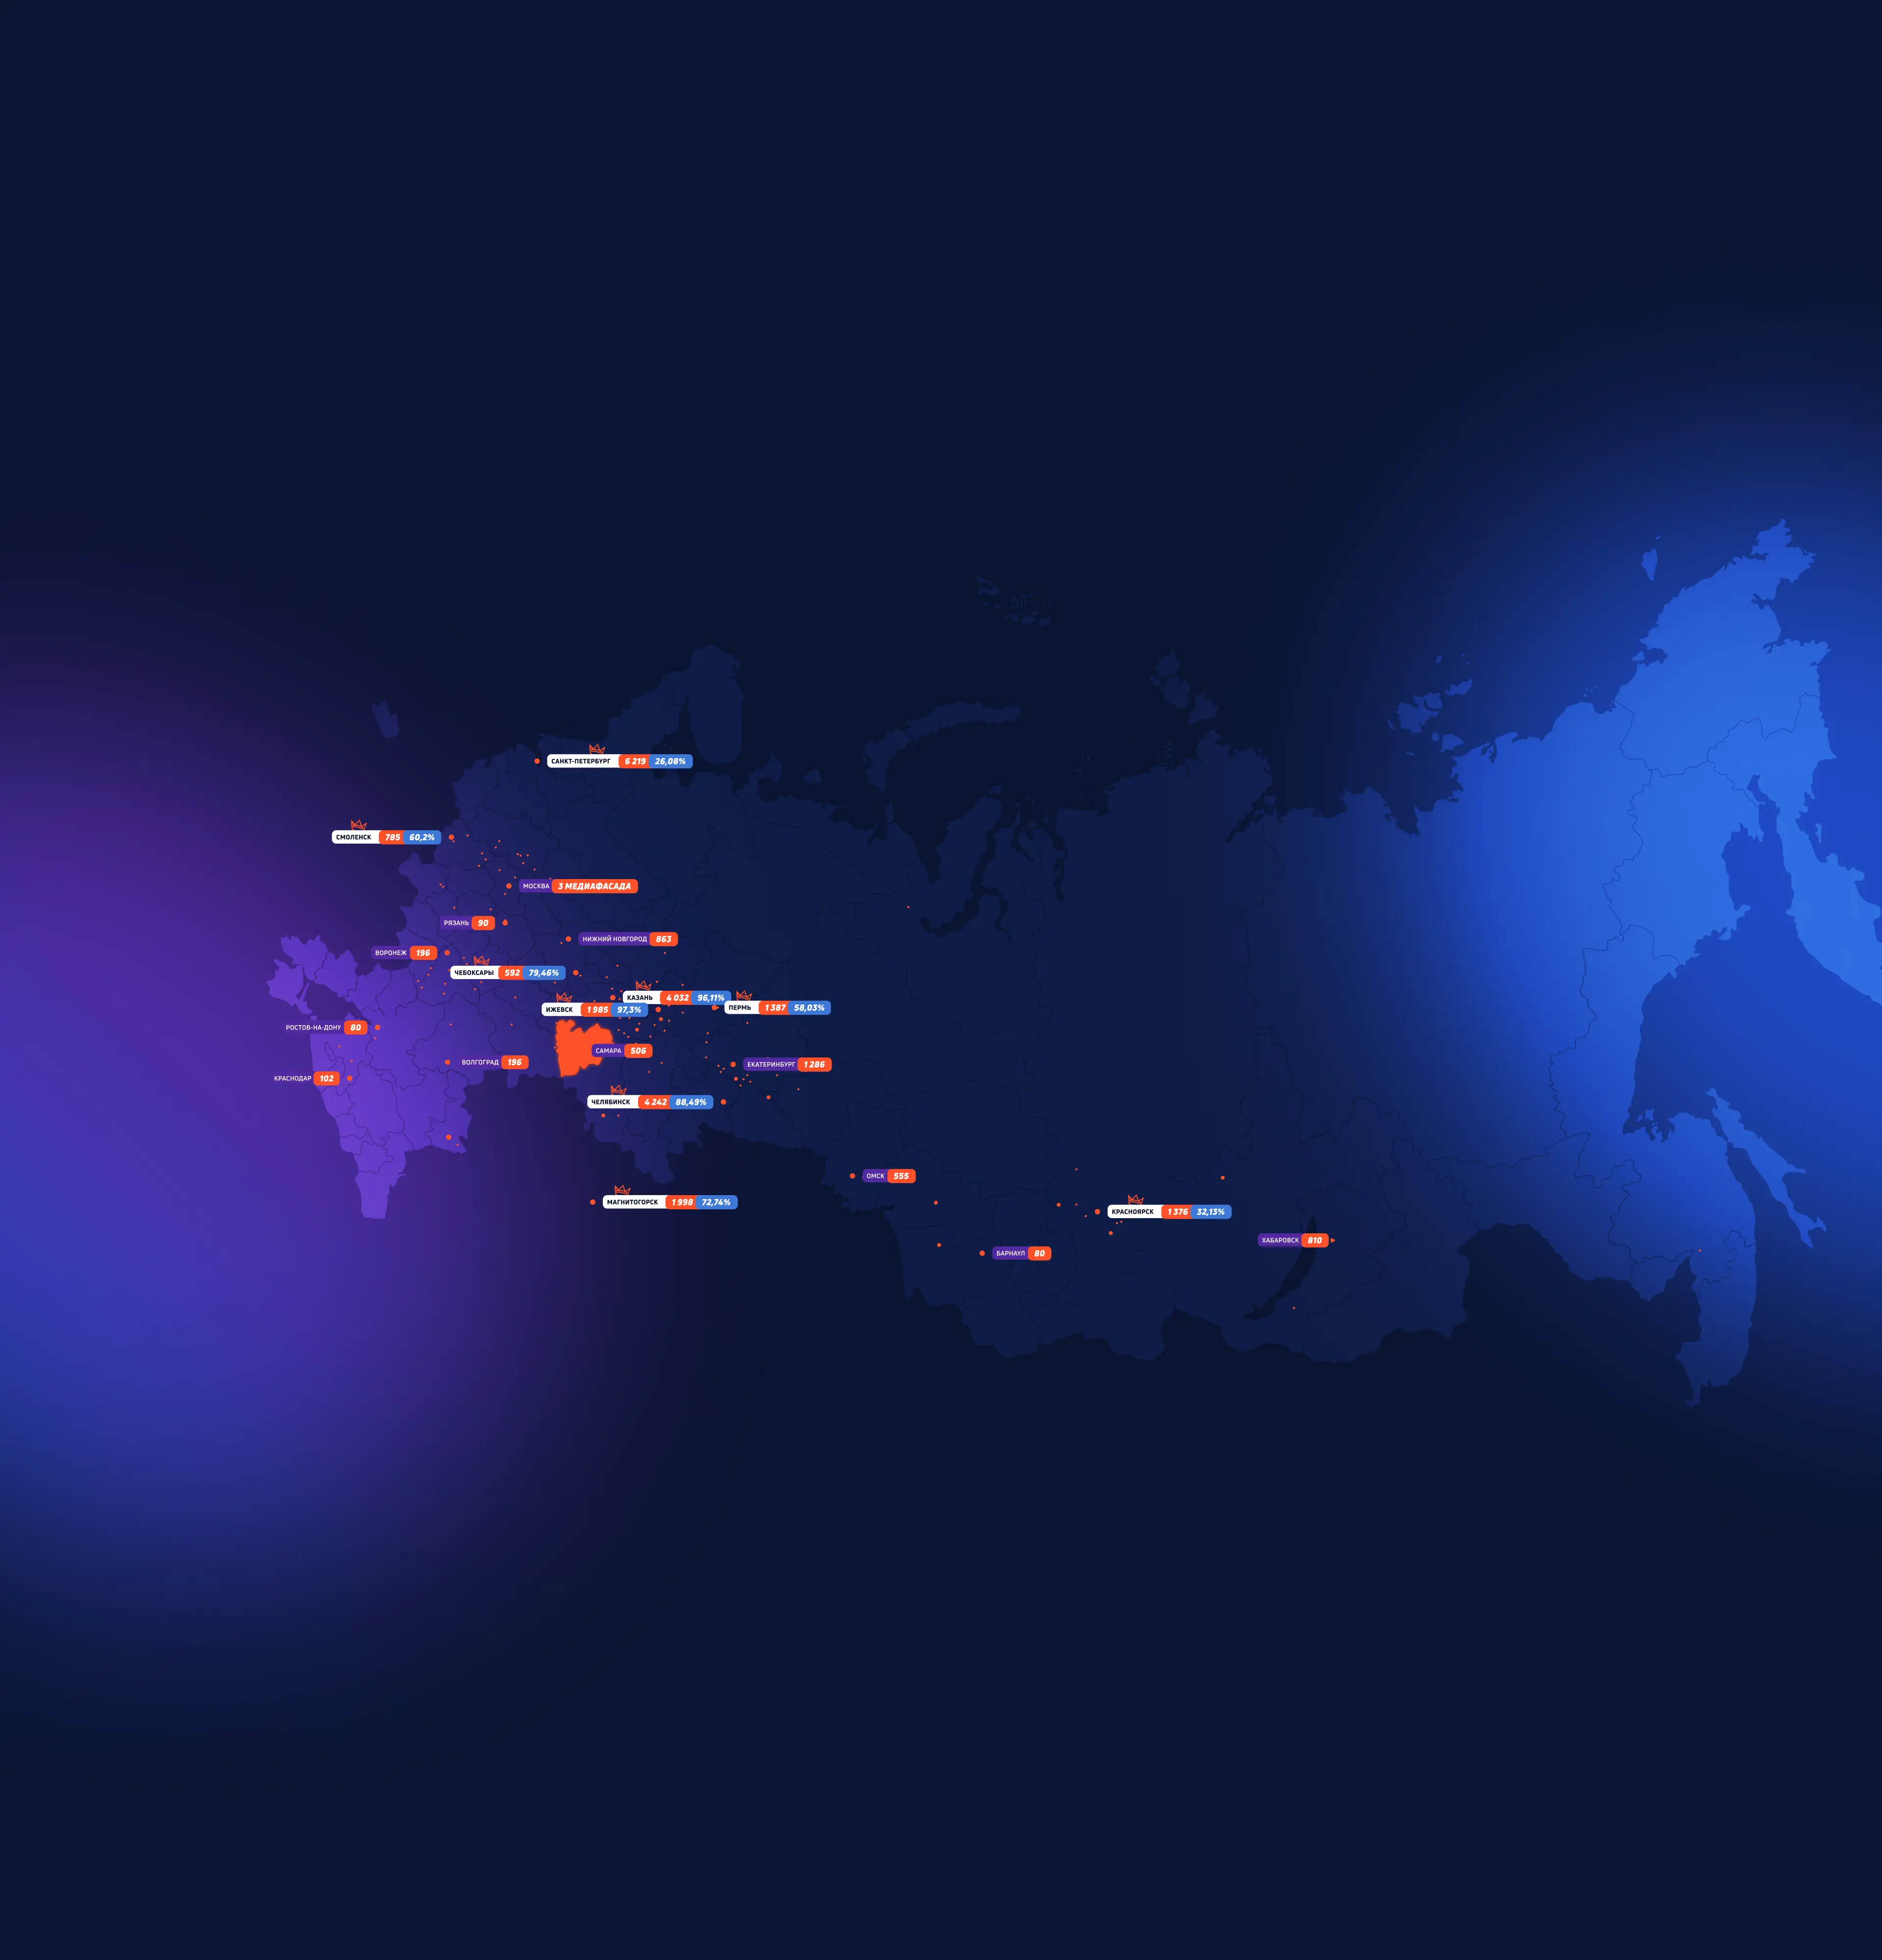 САНКТ-ПЕТЕРБУРГ 6 219 26,08%
СМОЛЕНСК 785 60,2%
МОСКВА 3 МЕДИАФАСАДА
РЯЗАНЬ 90
НИЖНИЙ НОВГОРОД 863
ВОРОНЕЖ 196
ЧЕБОКСАРЫ 592 79,46%
КАЗАНЬ 4 032 96,11%
ПЕРМЬ 1 387 58,03%
ИЖЕВСК 1 985 97,3%
РОСТОВ-НА-ДОНУ 80
САМАРА 506
ВОЛГОГРАД 196
ЕКАТЕРИНБУРГ 1 286
КРАСНОДАР 102
ЧЕЛЯБИНСК 4 242 88,49%
ОМСК 555
МАГНИТОГОРСК 1 998 72,74%
КРАСНОЯРСК 1 376 32,13%
ХАБАРОВСК 810
БАРНАУЛ 80